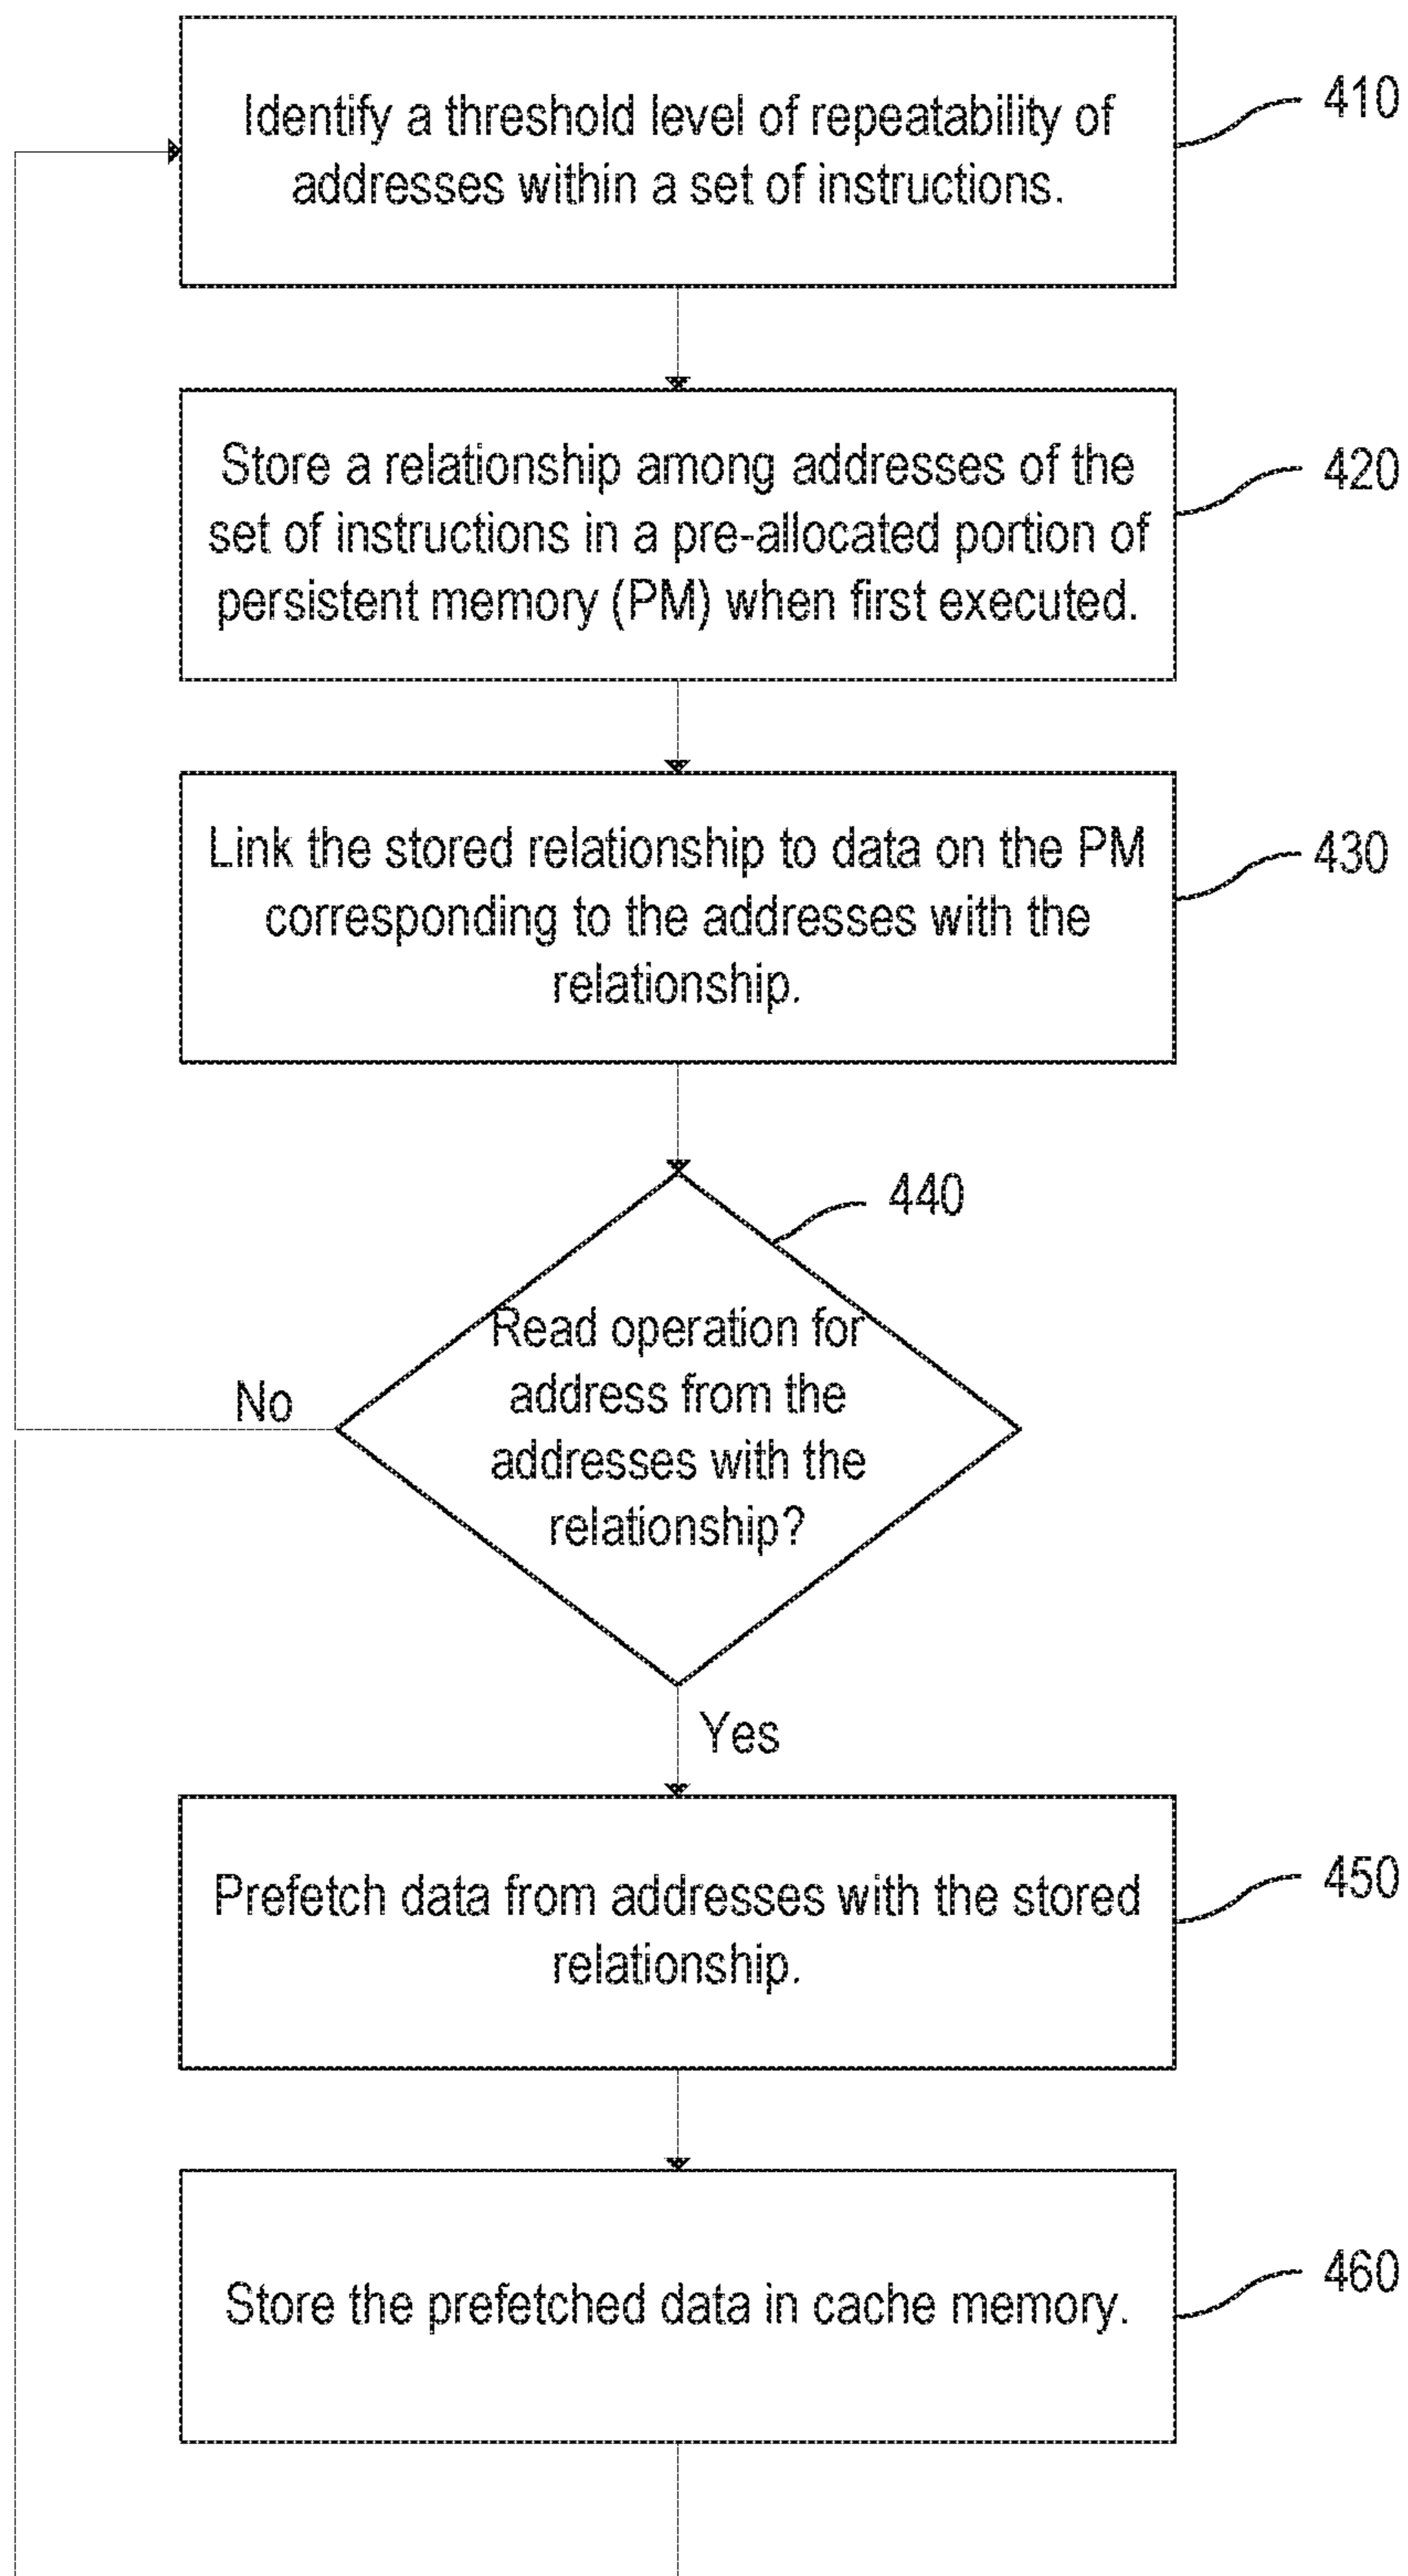 Identify a threshold level of repeatability of
addresses within a set of instructions.
410
Store a relationship among addresses of the
set of instructions in a pre-allocated portion of
persistent memory (PM) when first executed.
420
Link the stored relationship to data on the PM
corresponding to the addresses with the
relationship.
430
440
Read operation for
address from the
addresses with the
relationship?
No
Yes
Prefetch data from addresses with the stored
relationship.
450
Store the prefetched data in cache memory.
460